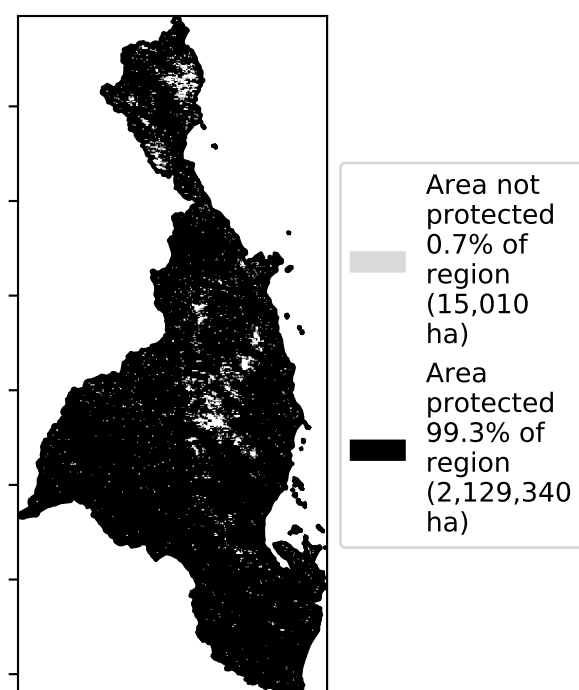 Area not
protected
0.7% of
region
(15,010
ha)
Area
protected
99.3% of
region
(2,129,340
ha)